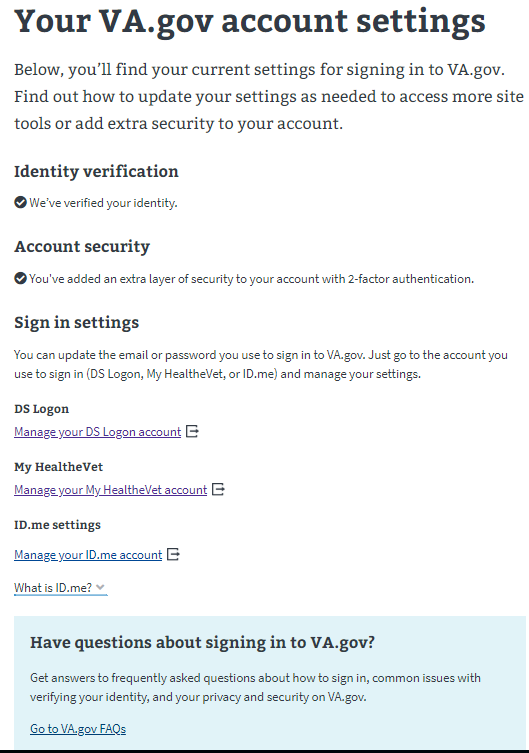 Your VA.gov account settings
Below, you'll find your current settings for signing in to VA.gov.
Find out how to update your settings as needed to access more site
tools or add extra security to your account.
Identity verification
We've verified your identity.
Account security
You've added an extra layer of security to your account with 2-factor authentication.
Sign in settings
You can update the email or password you use to sign in to VA.gov. Just go to the account you
use to sign in (DS Logon, My HealtheVet, or ID.me) and manage your settings.
DS Logon
Manage your DS Logon account
My HealtheVet
Manage your My HealtheVet account
ID.me settings
Manage your ID.me account
What is ID.me?
Have questions about signing in to VA.gov?
Get answers to frequently asked questions about how to sign in, common issues with
verifying your identity, and your privacy and security on VA.gov.
Go to VA.gov FAQs